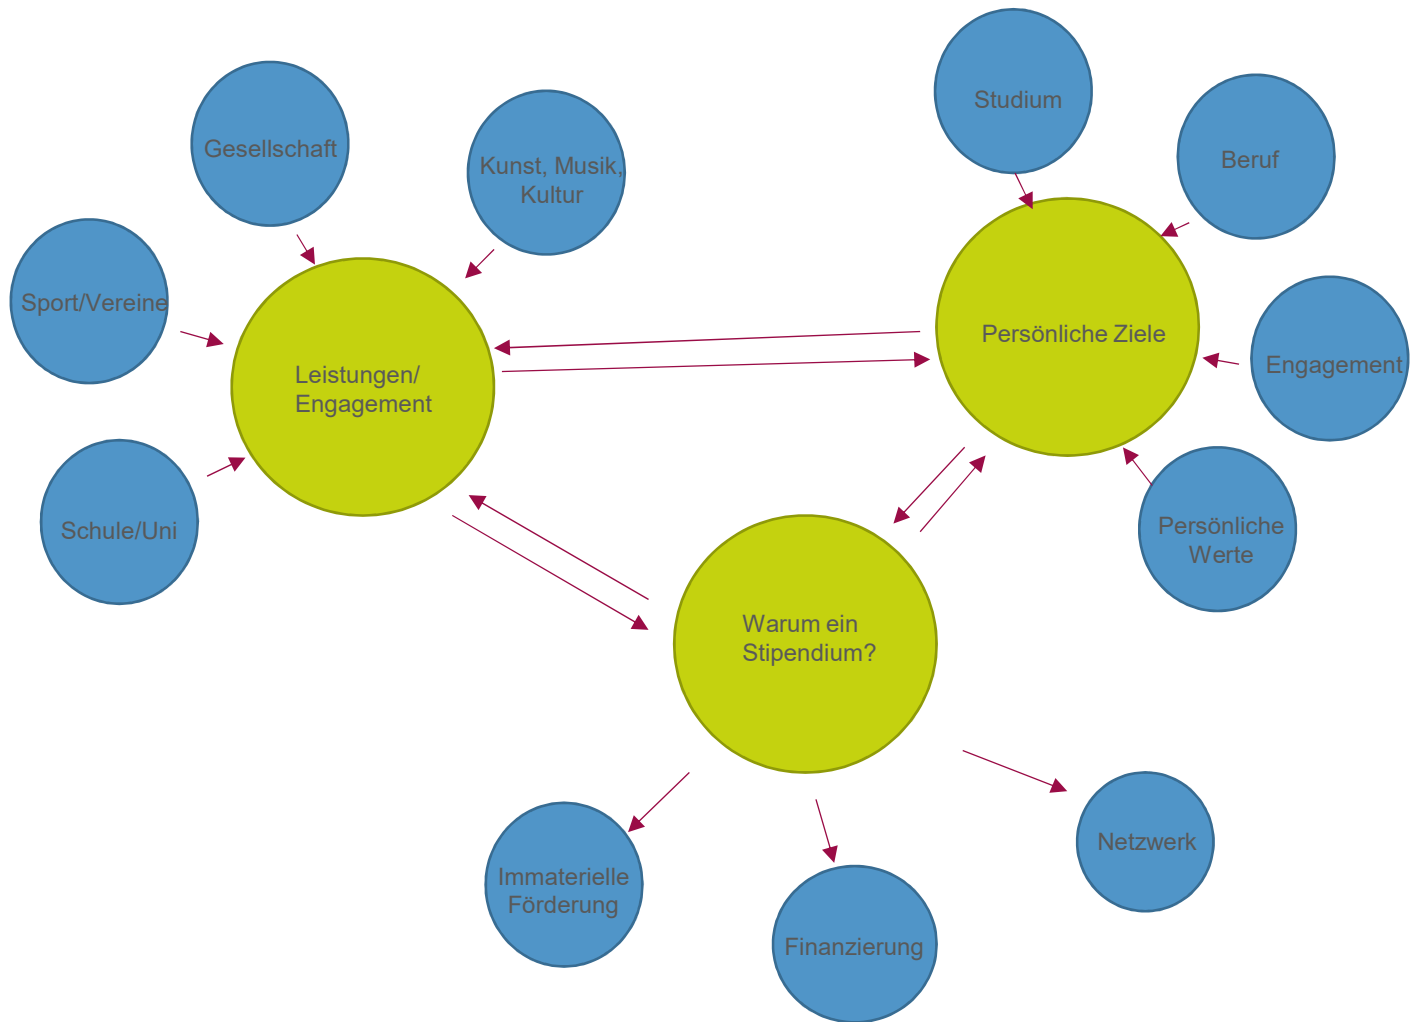 Studium
Gesellschaft
Kunst, Musik,
Kultur
Beruf
Sport/Vereine
Persönliche Ziele
Leistungen/
Engagement
Engagement
Schule/Uni
Persönliche
Werte
Warum ein
Stipendium?
Netzwerk
Immaterielle
Förderung
Finanzierung